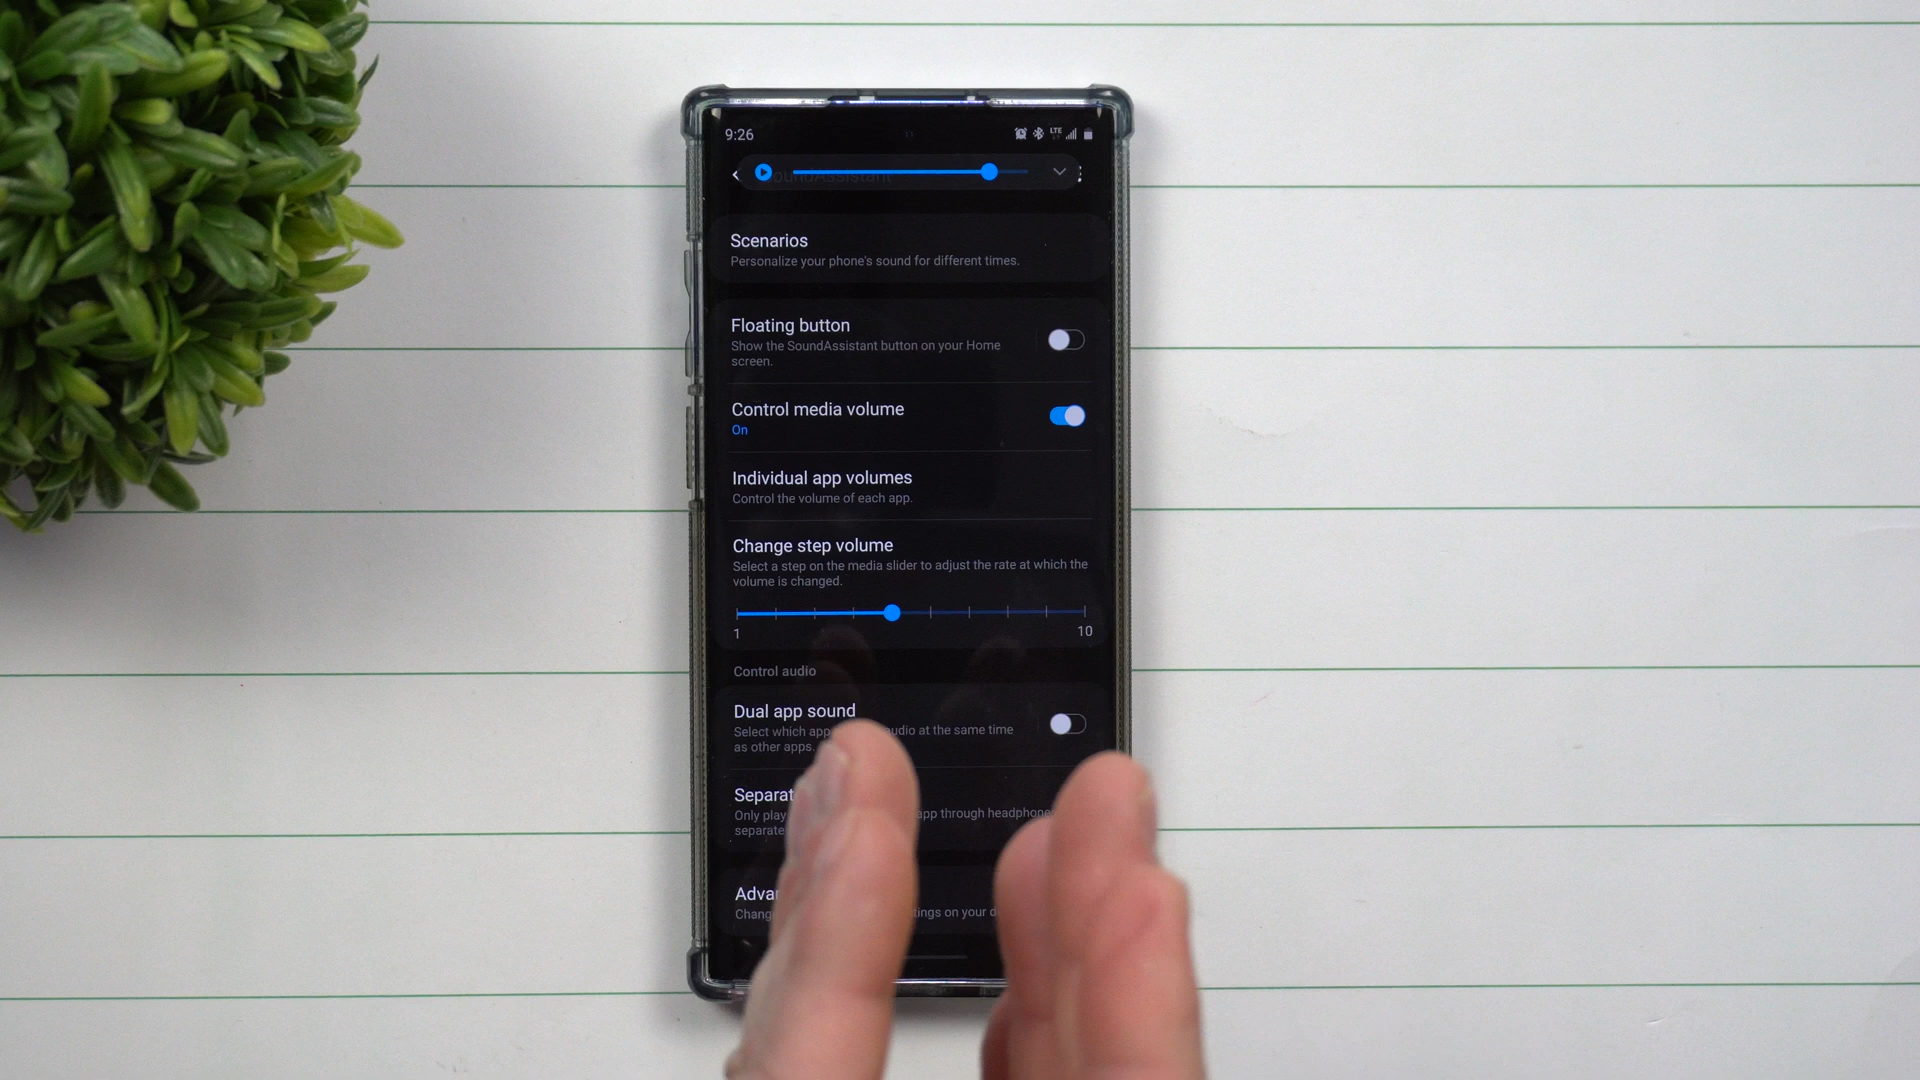 9:26
LTE
SoundAssistant
Scenarios
Personalize your phone's sound for different times.
Floating button
Show the SoundAssistant button on your Home
screen.
Control media volume
On
Individual app volumes
Control the volume of each app.
Change step volume
Select a step on the media slider to adjust the rate at which the
volume is changed.
1 10
Control audio
Dual app sound
Select which app udio at the same time
as other apps.
Separat
Only play app through headphone
separate
Advan
Chang tings on your d